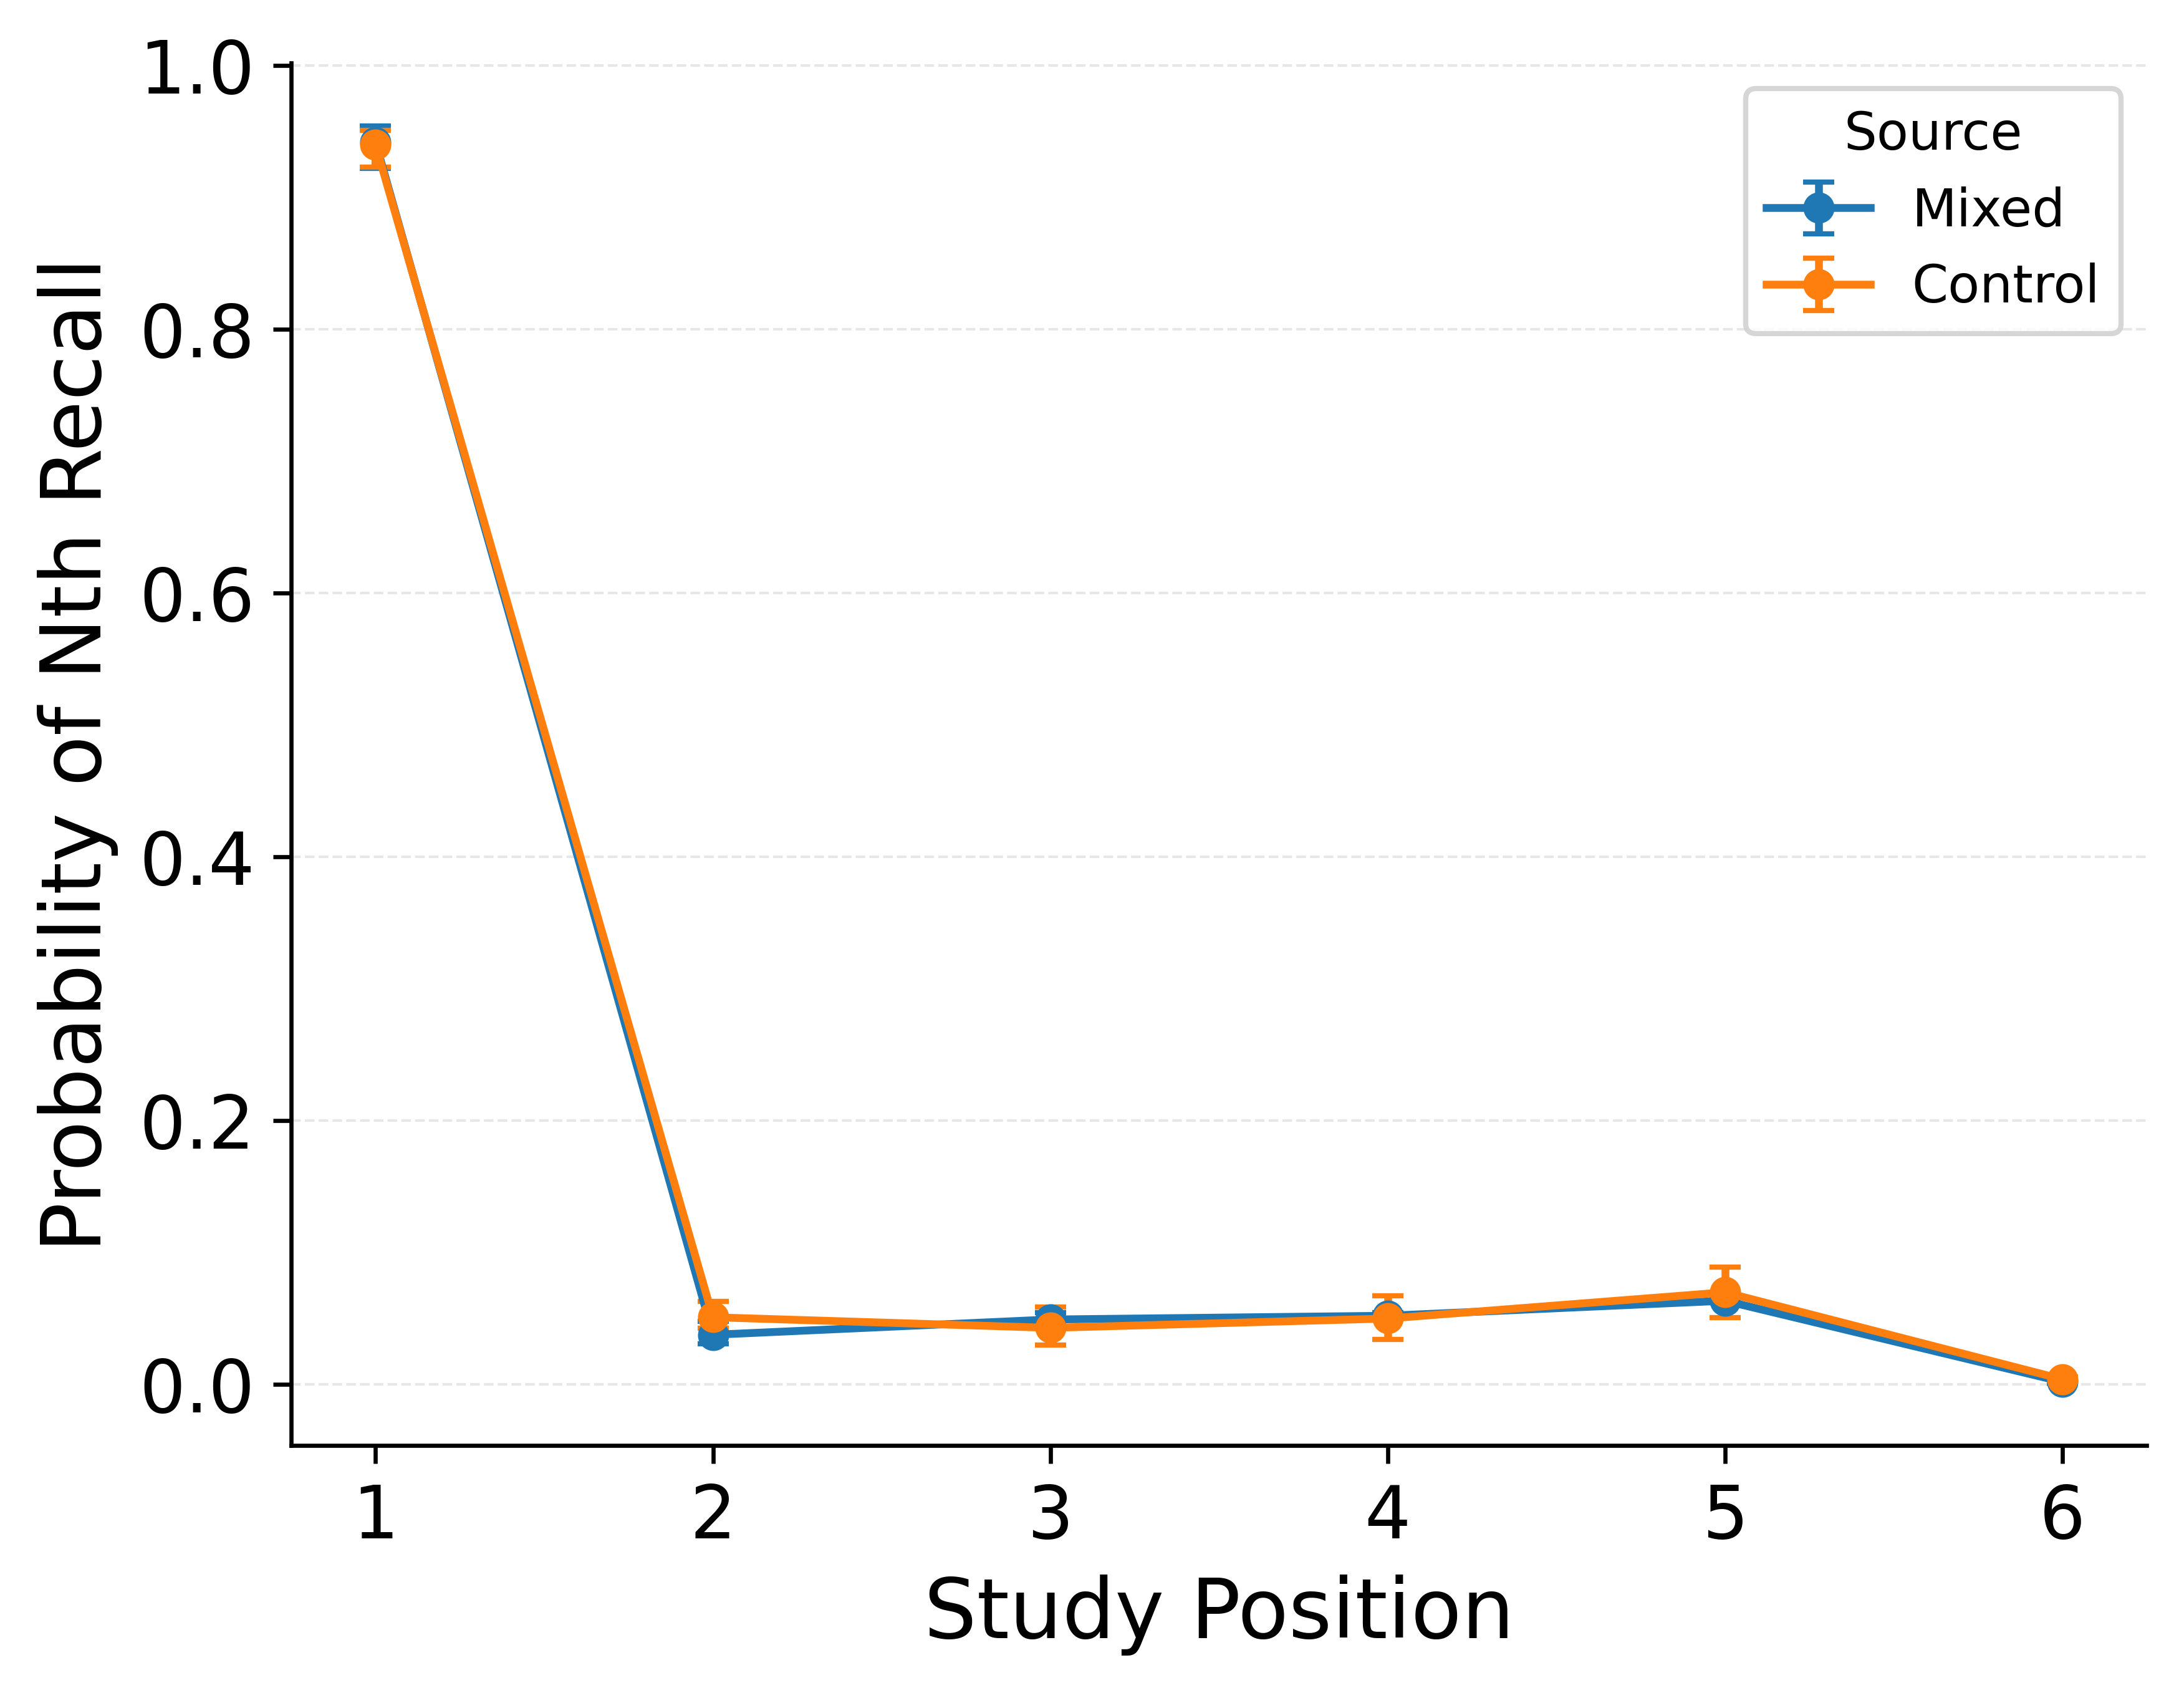 Probability of Nth Recall
1.0
0.8
0.6
0.4
0.2
0.0
1 2 3 4 5 6
Study Position
Source
Mixed
Control